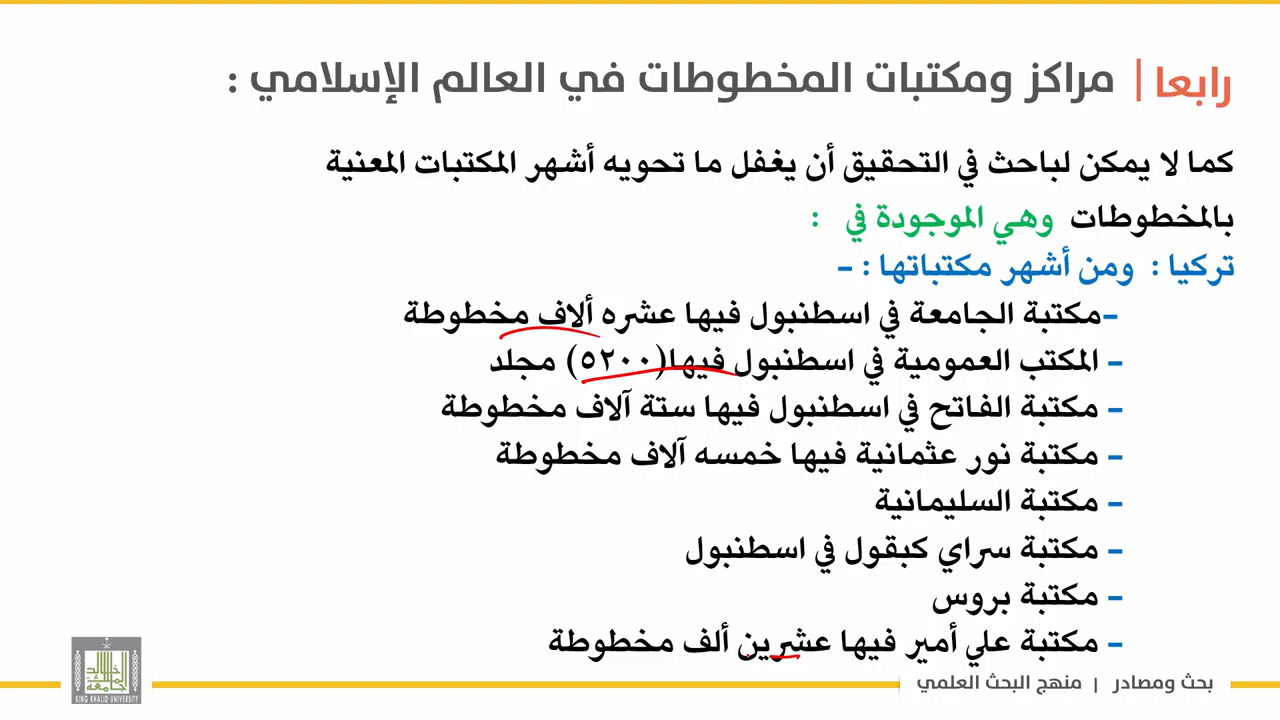 رابعا | مراكز ومكتبات المخطوطات في العالم الإسلامي :
كما لا يمكن لباحث في التحقيق أن يغفل ما تحويه أشهر المكتبات المعنية
بالمخطوطات وهي الموجودة في :
تركيا : ومن أشهر مكتباتها : -
-مكتبة الجامعة في اسطنبول فيها عشره ألاف مخطوطة
- المكتب العمومية في اسطنبول فيها(٥٢٠٠) مجلد
- مكتبة الفاتح في اسطنبول فيها ستة آلاف مخطوطة
- مكتبة نور عثمانية فيها خمسه آلاف مخطوطة
- مكتبة السليمانية
- مكتبة سراي كبقول في اسطنبول
- مكتبة بروس
- مكتبة علي أمير فيها عشرين ألف مخطوطة
بحث ومصادر | منهج البحث العلمي
KING KHALID UNIVERSITY